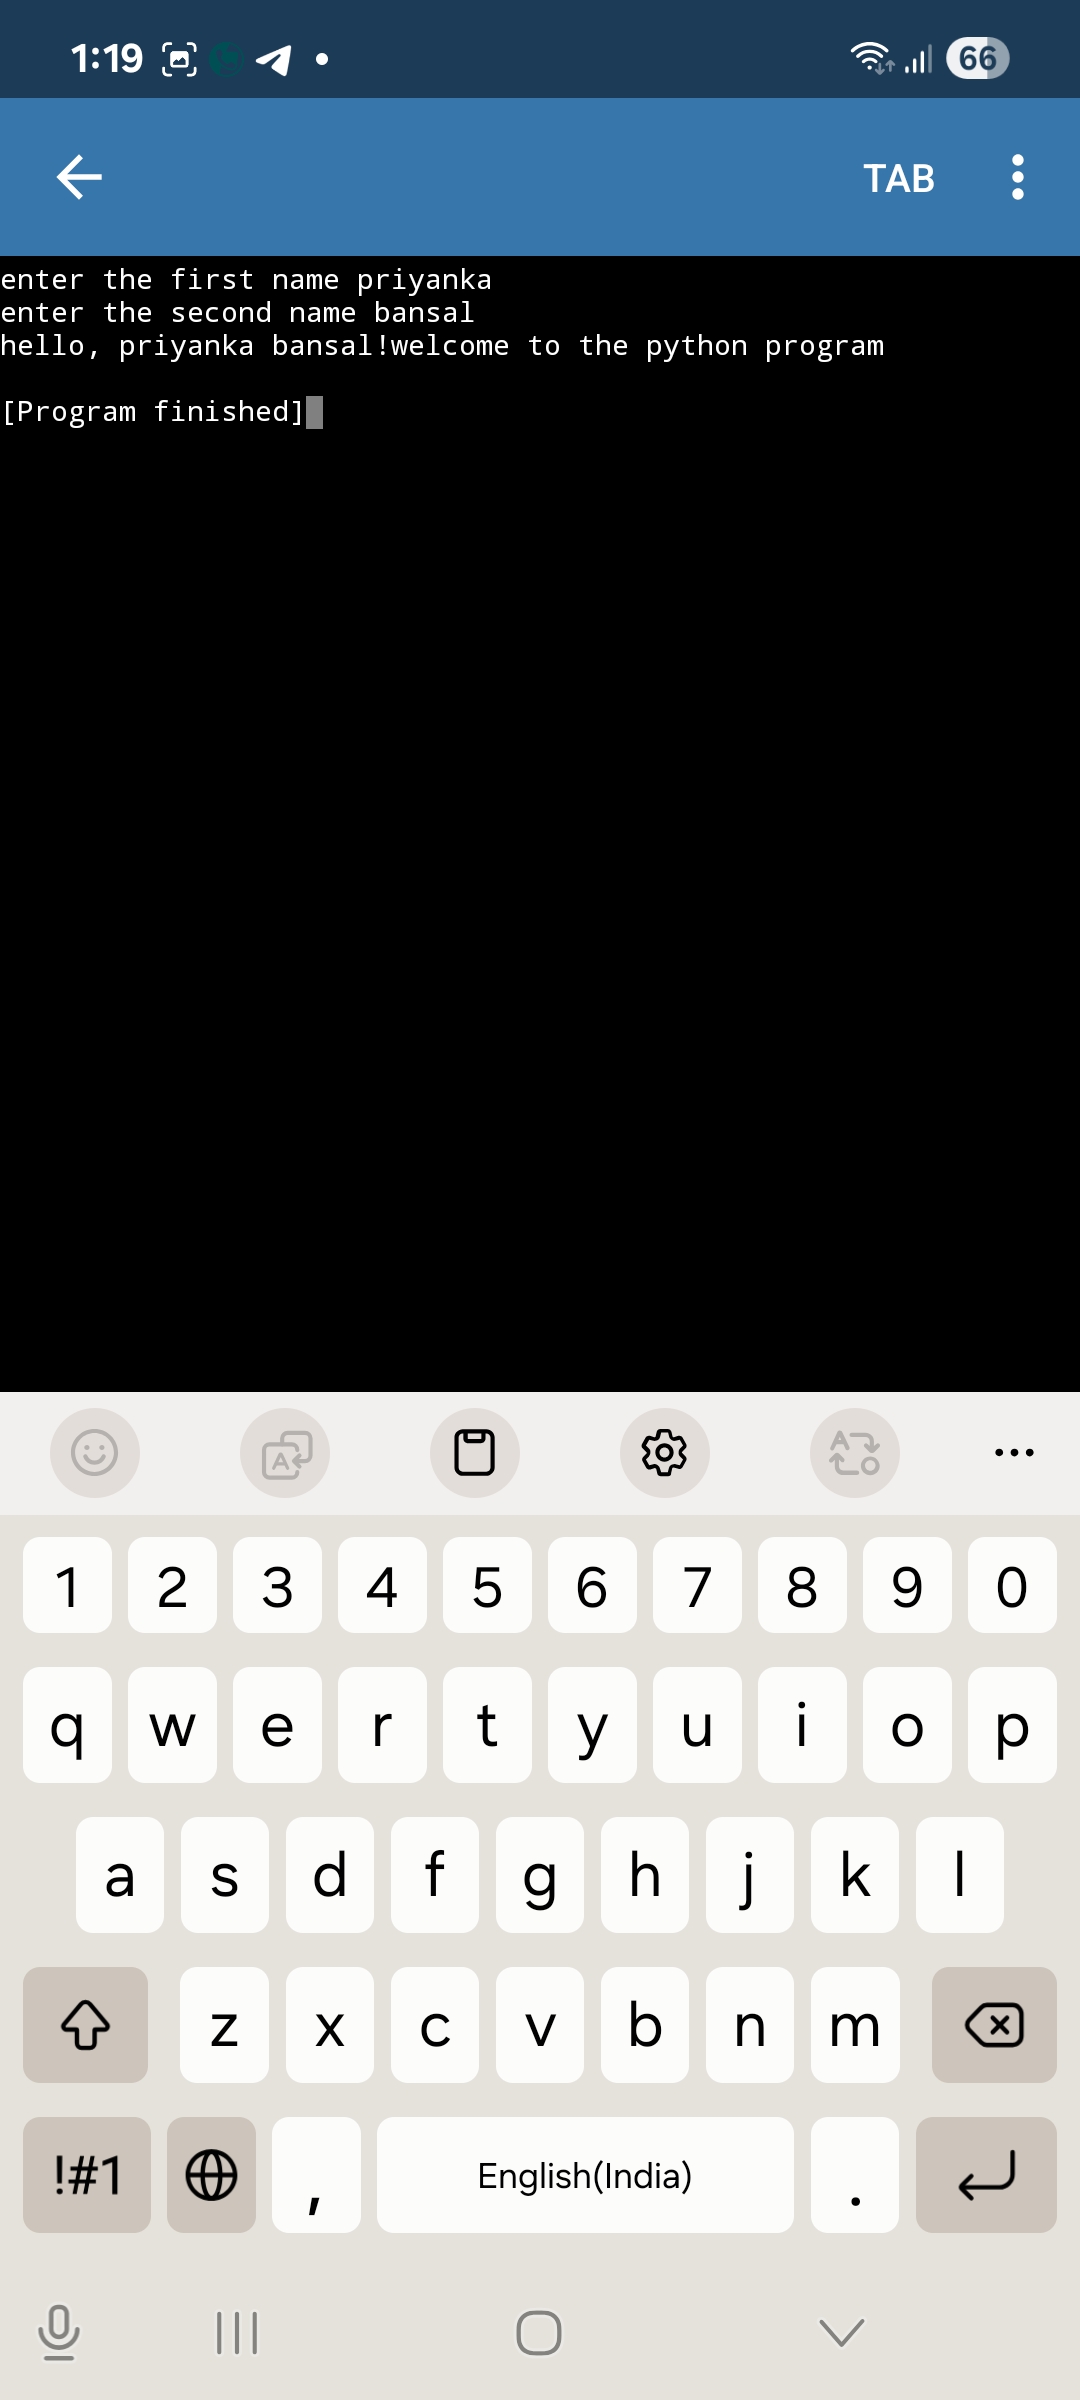 1:19
66
TAB
enter the first name priyanka
enter the second name bansal
hello, priyanka bansal!welcome to the python program
[Program finished]
1 2 3 4 5 6 7 8 9 0
q w e r t y u i o p
a s d f g h j k l
z x c v b n m
!#1 , English(India) .